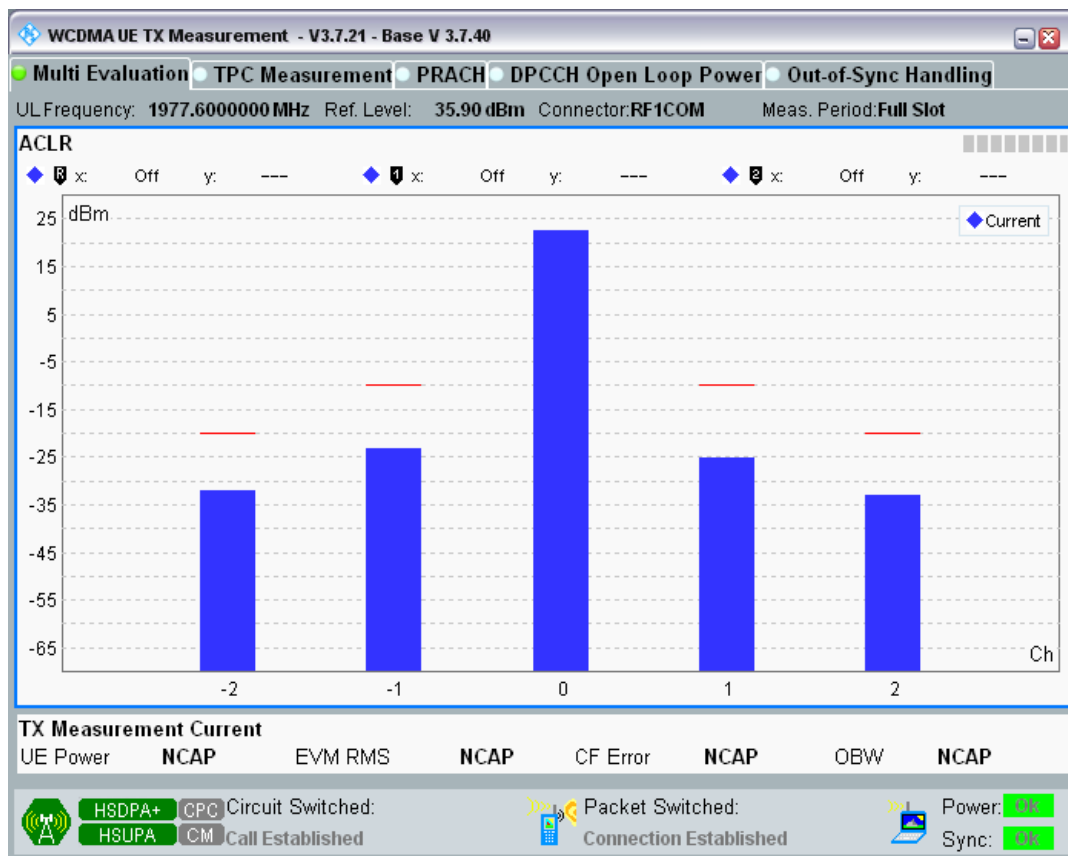 WCDMA UE TX Measurement - V3.7.21 - Base V 3.7.40
Multi Evaluation TPC Measurement PRACH DPCCH Open Loop Power Out-of-Sync Handling
UL Frequency: 1977.6000000 MHz Ref. Level: 35.90 dBm Connector:RF1COM Meas. Period:Full Slot
ACLR
R x: Off y: --- 1 x: Off y: --- 2 x: Off y: ---
dBm
Current
25
15
5
-5
-15
-25
-35
-45
-55
-65
Ch
-2 -1 0 1 2
TX Measurement Current
UE Power NCAP EVM RMS NCAP CF Error NCAP OBW NCAP
HSDPA+ CPC Circuit Switched: Packet Switched: Power: OK
HSUPA CM Call Established Connection Established Sync: OK